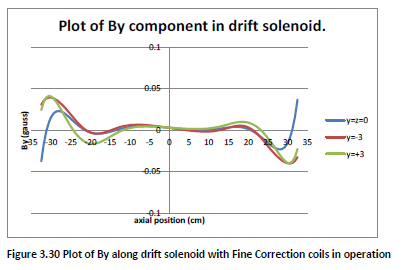 Plot of By component in drift solenoid.
0.1
0.05
0
-0.05
-0.1
By (gauss)
-35 -30 -25 -20 -15 -10 -5 0 5 10 15 20 25 30 35
axial position (cm)
y=z=0
y=-3
y=+3
Figure 3.30 Plot of By along drift solenoid with Fine Correction coils in operation